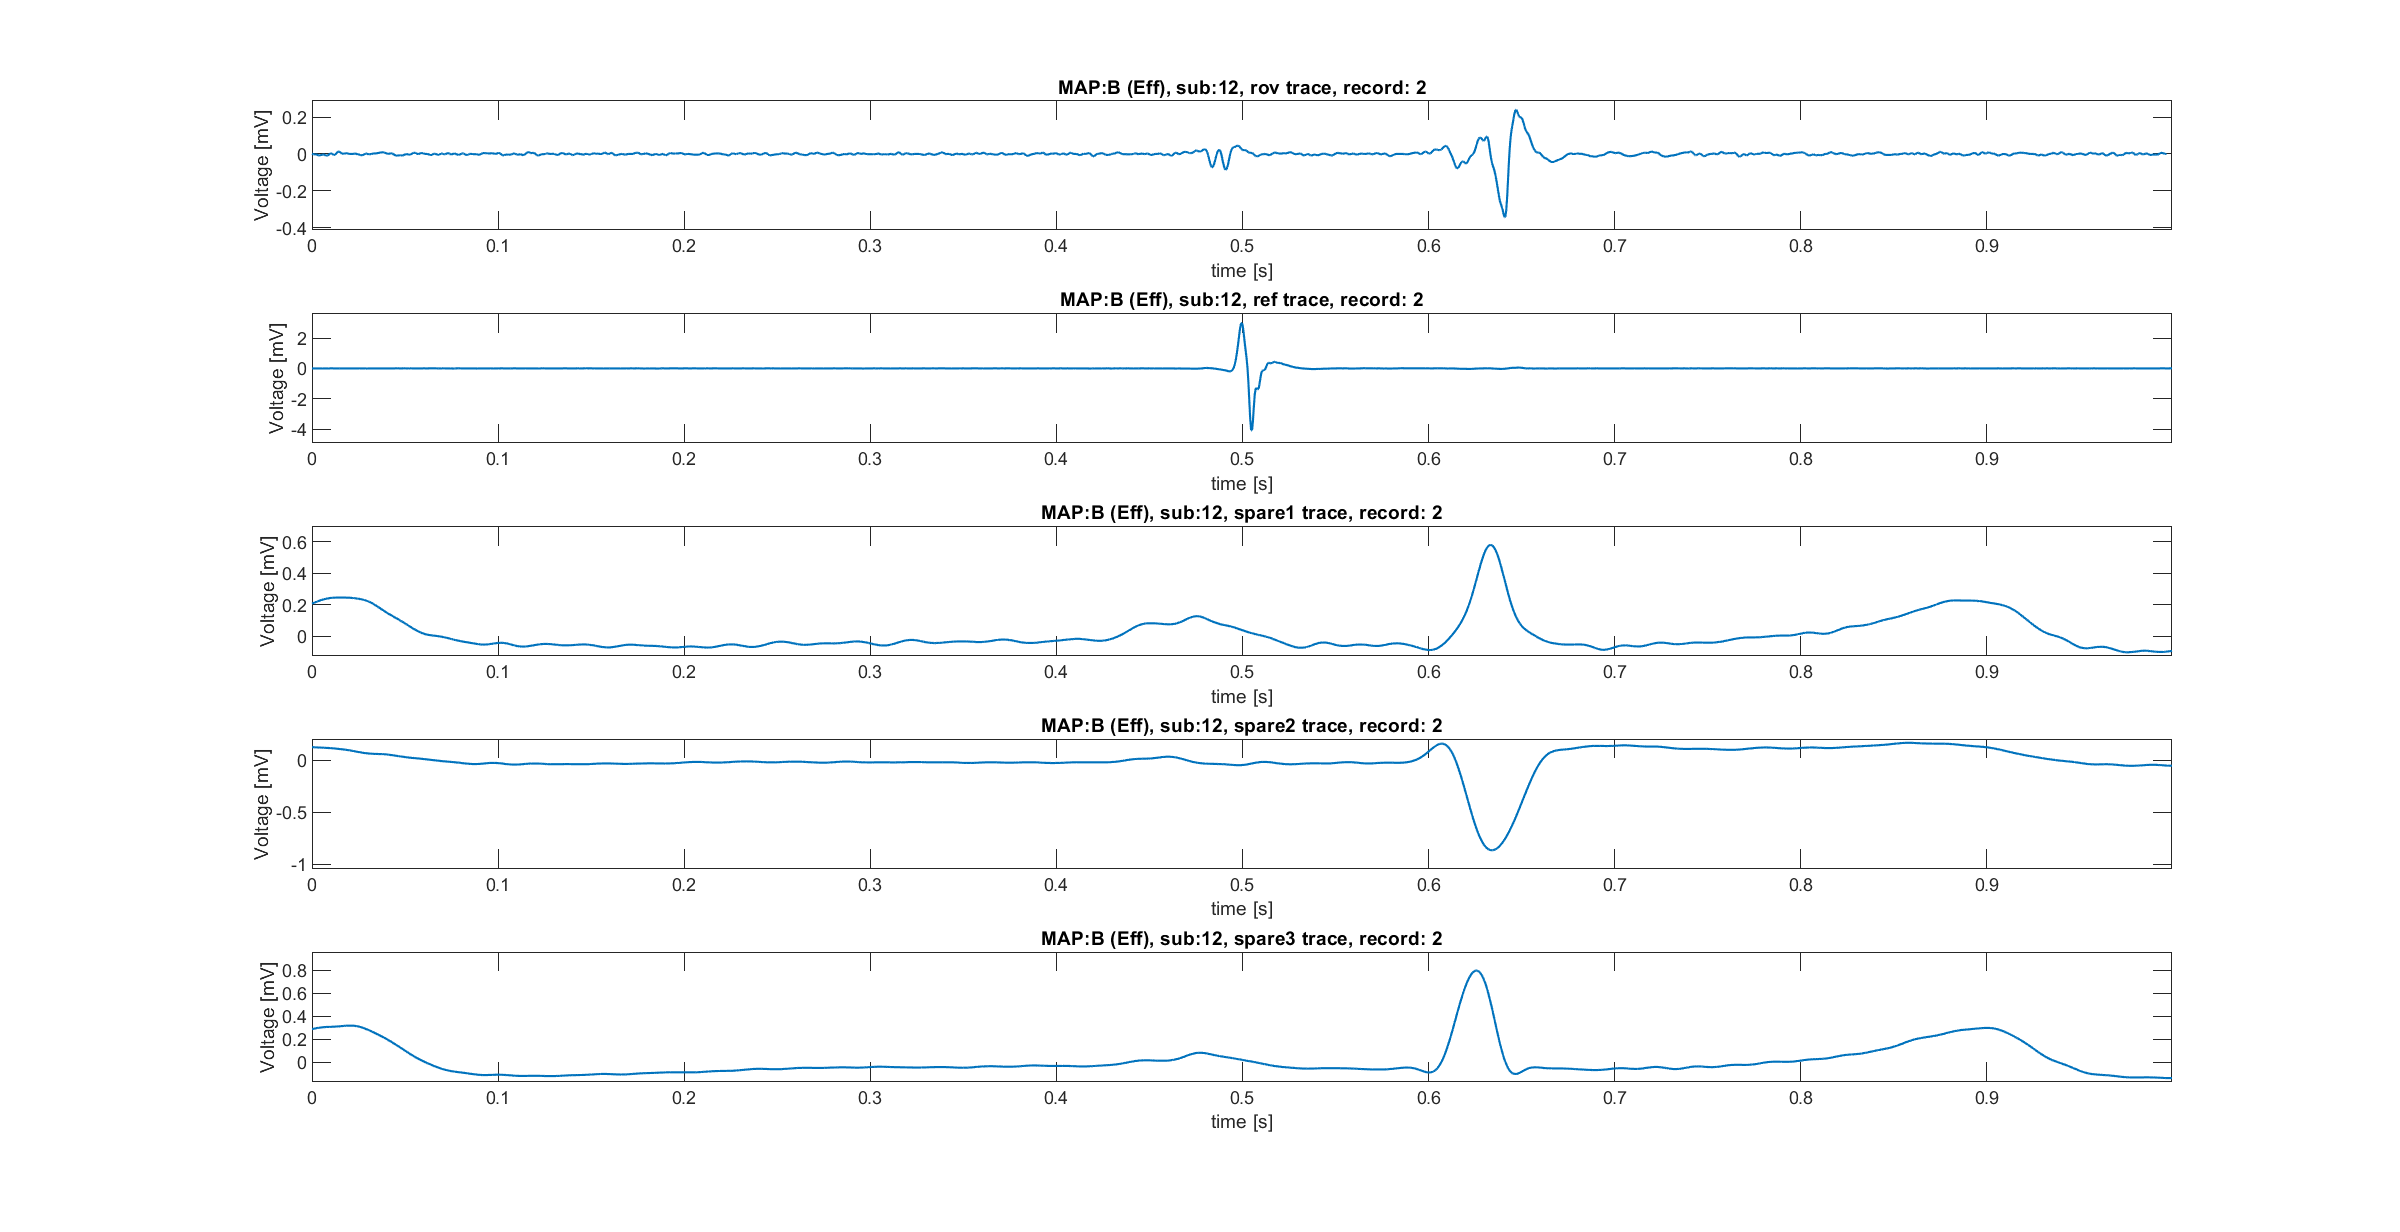 MAP:B (Eff), sub:12, rov trace, record: 2
Voltage [mV]
0.2
0
-0.2
-0.4
0 0.1 0.2 0.3 0.4 0.5 0.6 0.7 0.8 0.9
time [s]
MAP:B (Eff), sub:12, ref trace, record: 2
Voltage [mV]
2
0
-2
-4
0 0.1 0.2 0.3 0.4 0.5 0.6 0.7 0.8 0.9
time [s]
MAP:B (Eff), sub:12, spare1 trace, record: 2
Voltage [mV]
0.6
0.4
0.2
0
0 0.1 0.2 0.3 0.4 0.5 0.6 0.7 0.8 0.9
time [s]
MAP:B (Eff), sub:12, spare2 trace, record: 2
Voltage [mV]
0
-0.5
-1
0 0.1 0.2 0.3 0.4 0.5 0.6 0.7 0.8 0.9
time [s]
MAP:B (Eff), sub:12, spare3 trace, record: 2
Voltage [mV]
0.8
0.6
0.4
0.2
0
0 0.1 0.2 0.3 0.4 0.5 0.6 0.7 0.8 0.9
time [s]